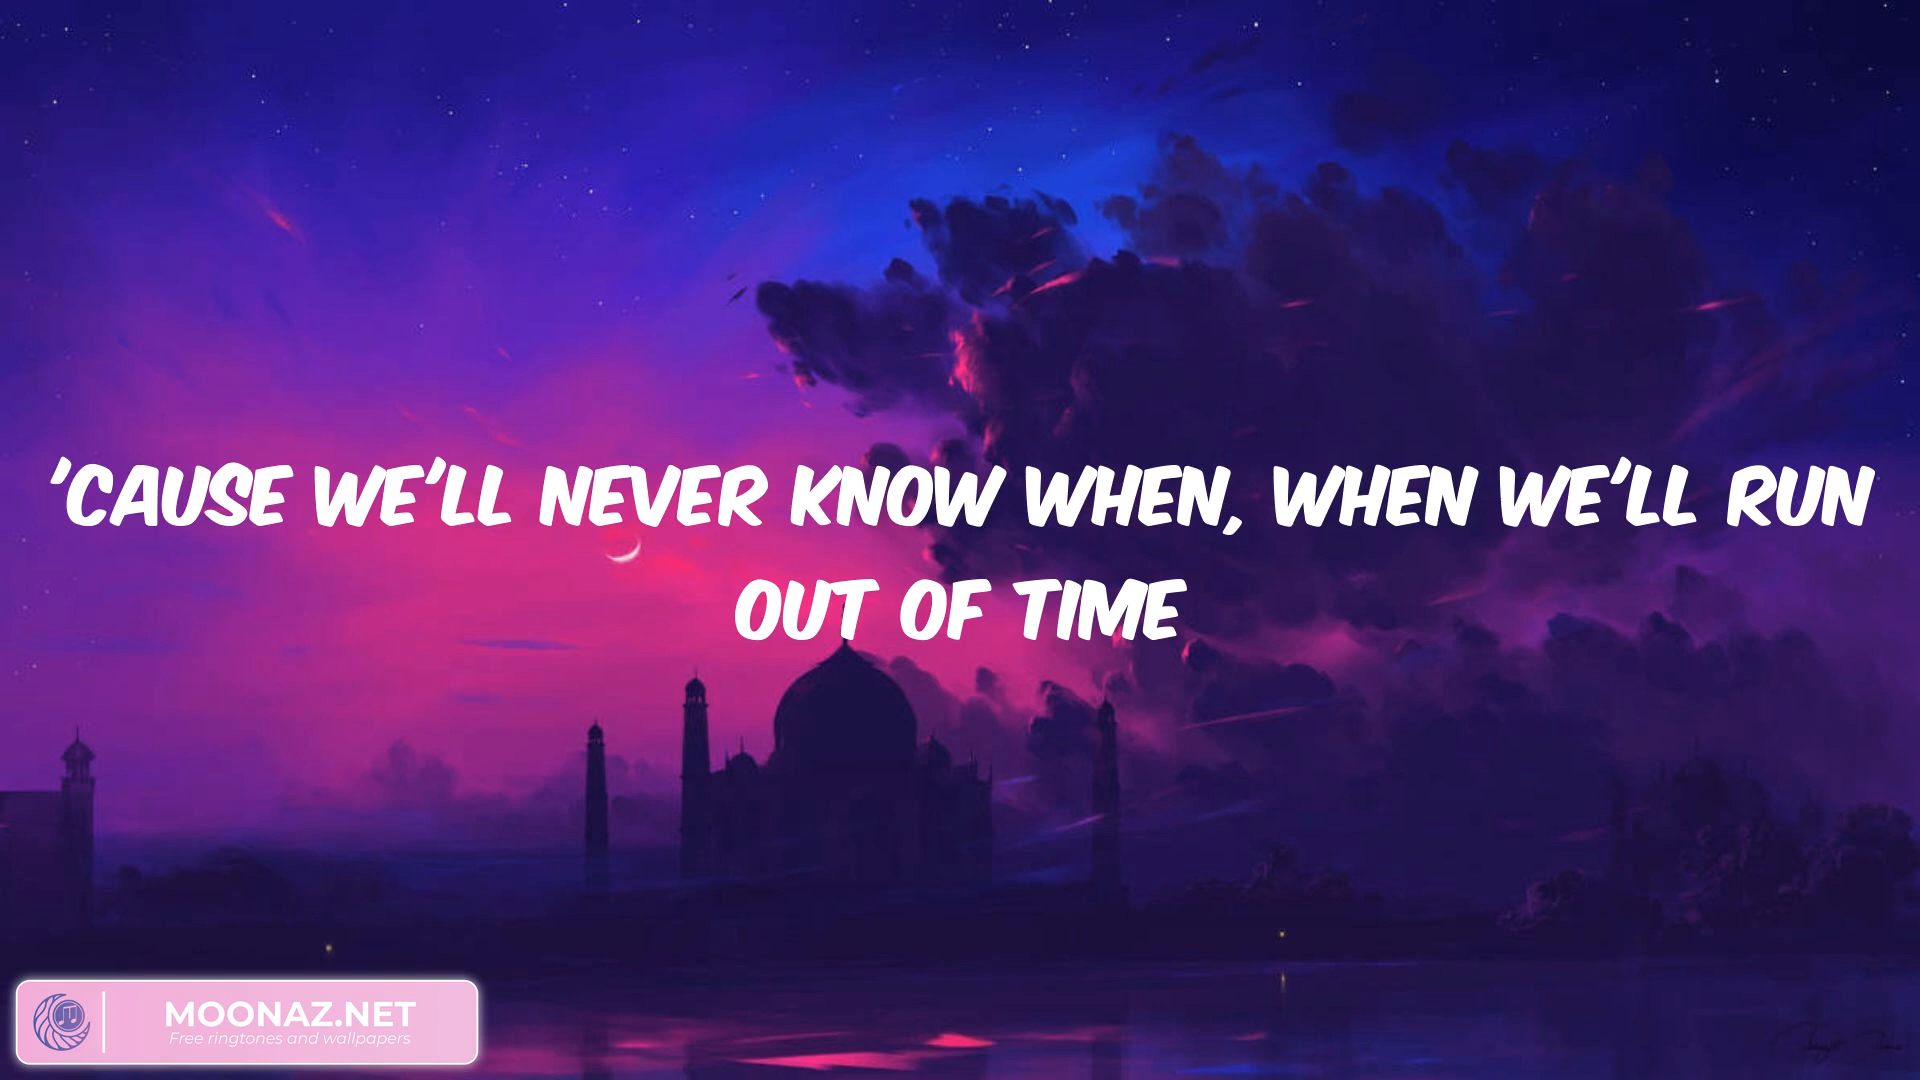 'CAUSE WE'LL NEVER KNOW WHEN, WHEN WE'LL RUN
OUT OF TIME
MOONAZ.NET
Free ringtones and wallpapers